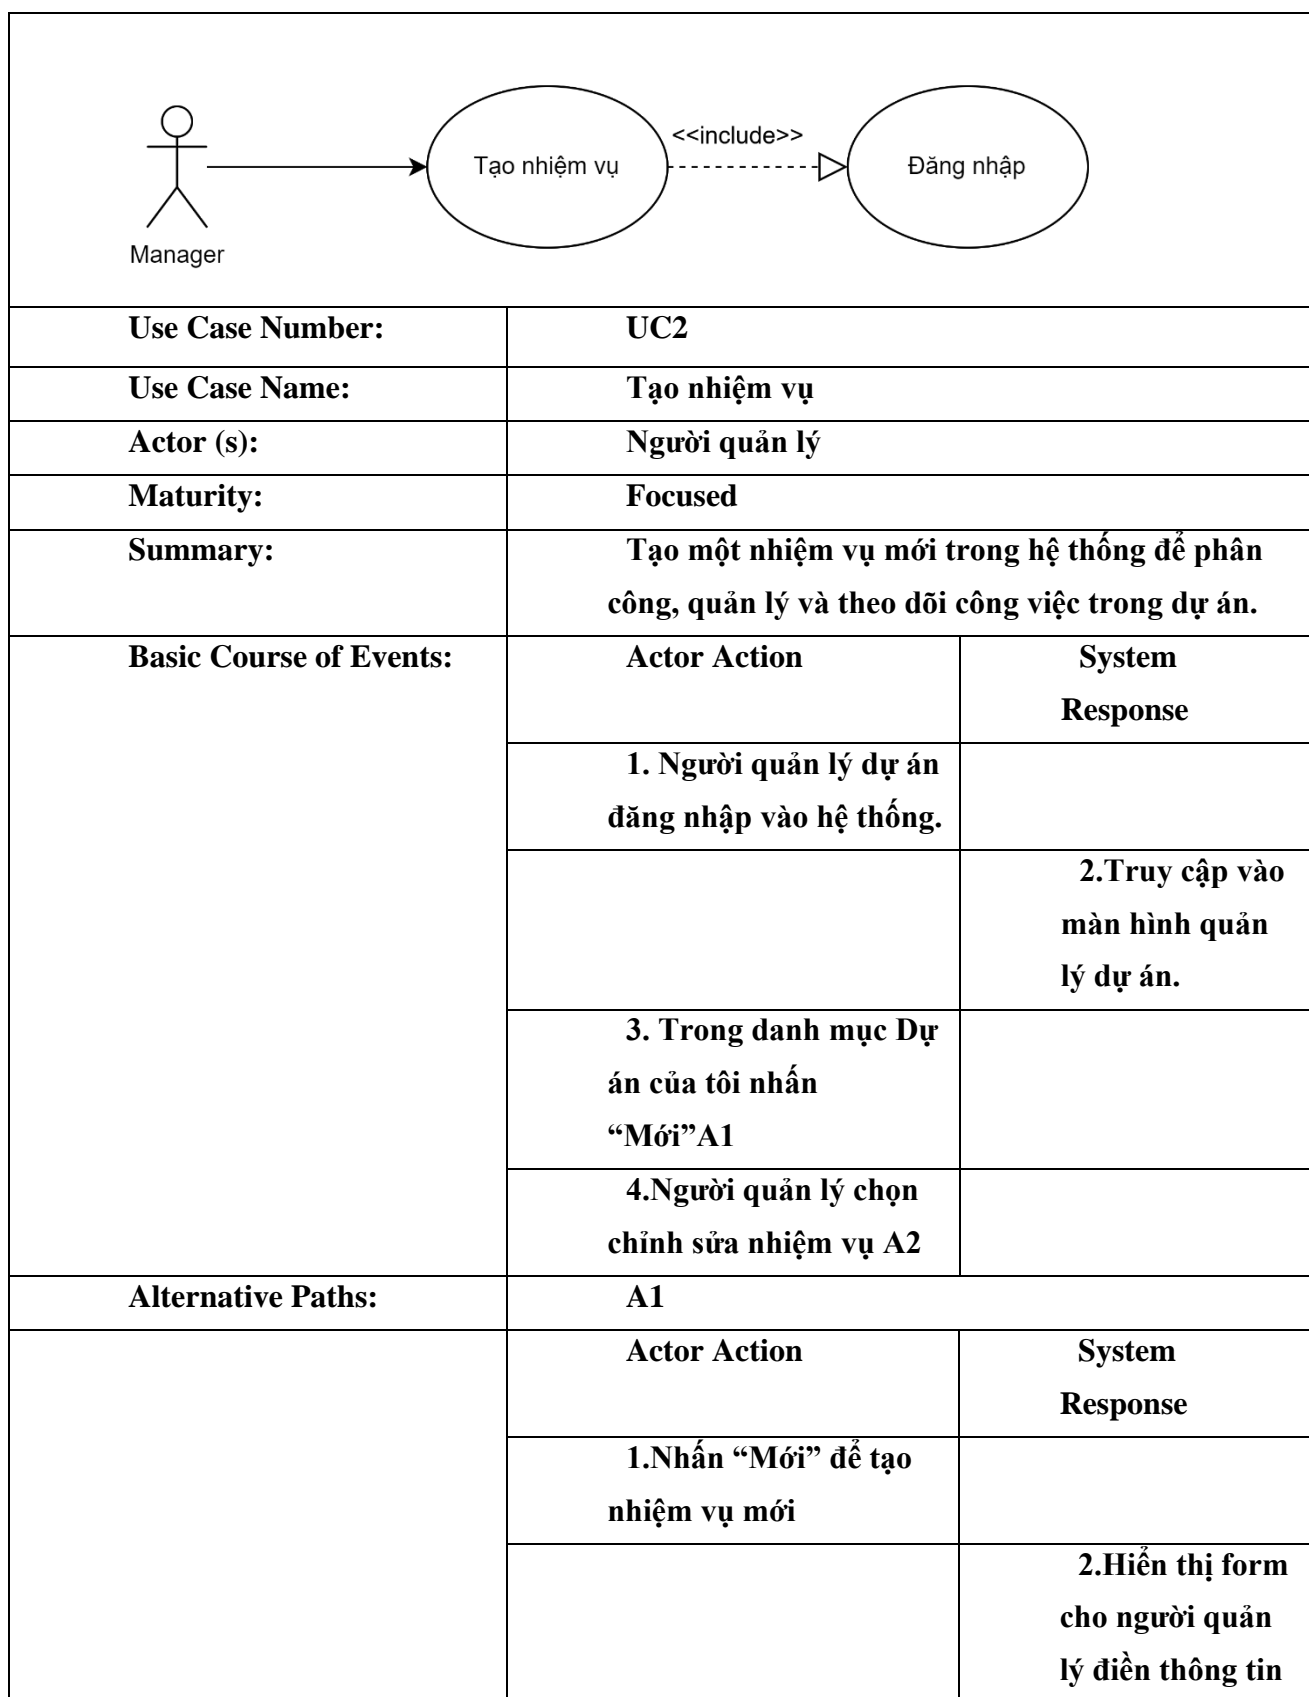 <<include>>
Tạo nhiệm vụ
Đăng nhập
Manager
Use Case Number:
UC2
Use Case Name:
Tạo nhiệm vụ
Actor (s):
Người quản lý
Maturity:
Focused
Summary:
Tạo một nhiệm vụ mới trong hệ thống để phân
công, quản lý và theo dõi công việc trong dự án.
Basic Course of Events:
Actor Action
System
Response
1. Người quản lý dự án
đăng nhập vào hệ thống.
2.Truy cập vào
màn hình quản
lý dự án.
3. Trong danh mục Dự
án của tôi nhấn
“Mới”A1
4.Người quản lý chọn
chỉnh sửa nhiệm vụ A2
Alternative Paths:
A1
Actor Action
System
Response
1.Nhấn “Mới” để tạo
nhiệm vụ mới
2.Hiển thị form
cho người quản
lý điền thông tin